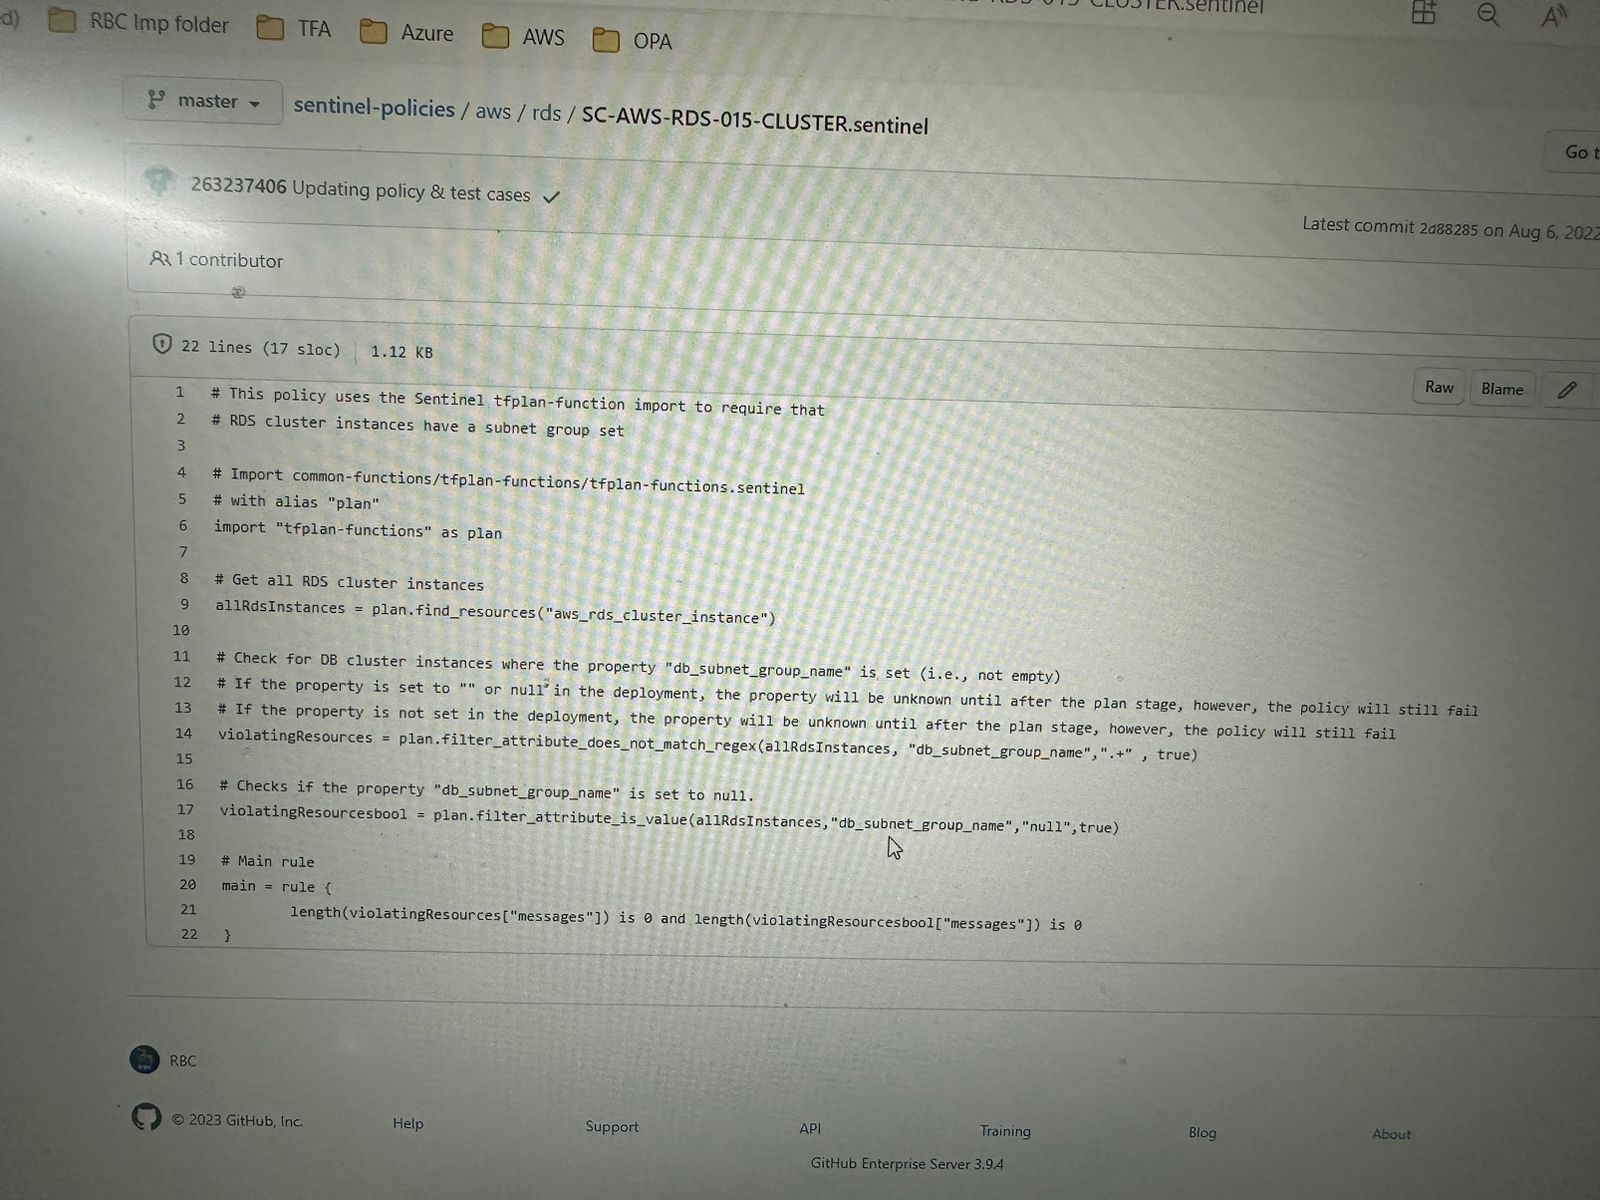 RBC Imp folder TFA Azure AWS OPA
master sentinel-policies / aws / rds / SC-AWS-RDS-015-CLUSTER.sentinel
Go t
263237406 Updating policy & test cases
Latest commit 2d88285 on Aug 6, 2022
1 contributor
22 lines (17 sloc) 1.12 KB
Raw Blame
1 # This policy uses the Sentinel tfplan-function import to require that
2 # RDS cluster instances have a subnet group set
3
4 # Import common-functions/tfplan-functions/tfplan-functions.sentinel
5 # with alias "plan"
6 import "tfplan-functions" as plan
7
8 # Get all RDS cluster instances
9 allRdsInstances = plan.find_resources("aws_rds_cluster_instance")
10
11 # Check for DB cluster instances where the property "db_subnet_group_name" is set (i.e., not empty)
12 # If the property is set to "" or null in the deployment, the property will be unknown until after the plan stage, however, the policy will still fail
13 # If the property is not set in the deployment, the property will be unknown until after the plan stage, however, the policy will still fail
14 violatingResources = plan.filter_attribute_does_not_match_regex(allRdsInstances, "db_subnet_group_name",".+" , true)
15
16 # Checks if the property "db_subnet_group_name" is set to null.
17 violatingResourcesbool = plan.filter_attribute_is_value(allRdsInstances,"db_subnet_group_name","null",true)
18
19 # Main rule
20 main = rule {
21 length(violatingResources["messages"]) is 0 and length(violatingResourcesbool["messages"]) is 0
22 }
RBC
© 2023 GitHub, Inc. Help Support API Training Blog About
GitHub Enterprise Server 3.9.4